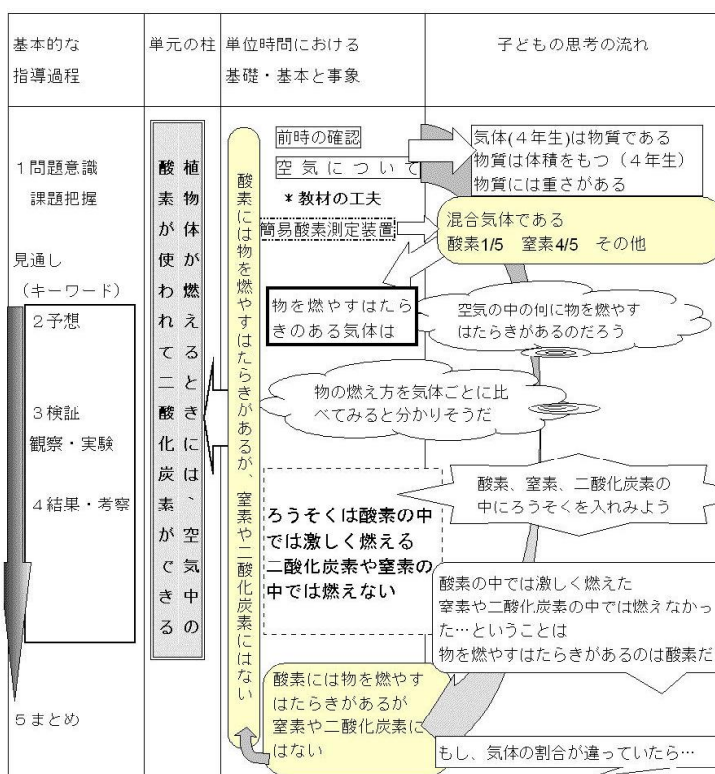 基本的な
指導過程
単元の柱
単位時間における
基礎・基本と事象
子どもの思考の流れ
1問題意識
課題把握
見通し
（キーワード）
2予想
3検証
観察・実験
4結果・考察
5まとめ
植物体が燃えるときには、空気中の
酸素が使われて二酸化炭素ができる
酸素には物を燃やすはたらきがあるが、窒素や二酸化炭素にはない
前時の確認
空気について
＊教材の工夫
簡易酸素測定装置
物を燃やすはたら
きのある気体は
ろうそくは酸素の中
では激しく燃える
二酸化炭素や窒素の
中では燃えない
酸素には物を燃やす
はたらきがあるが
窒素や二酸化炭素に
はない
気体(４年生)は物質である
物質は体積をもつ（４年生）
物質には重さがある
混合気体である
酸素1/5　窒素4/5　その他
空気の中の何に物を燃やす
はたらきがあるのだろう
物の燃え方を気体ごとに比
べてみると分かりそうだ
酸素、窒素、二酸化炭素の
中にろうそくを入れみよう
酸素の中では激しく燃えた
窒素や二酸化炭素の中では燃えなかっ
た…ということは
物を燃やすはたらきがあるのは酸素だ
もし、気体の割合が違っていたら…